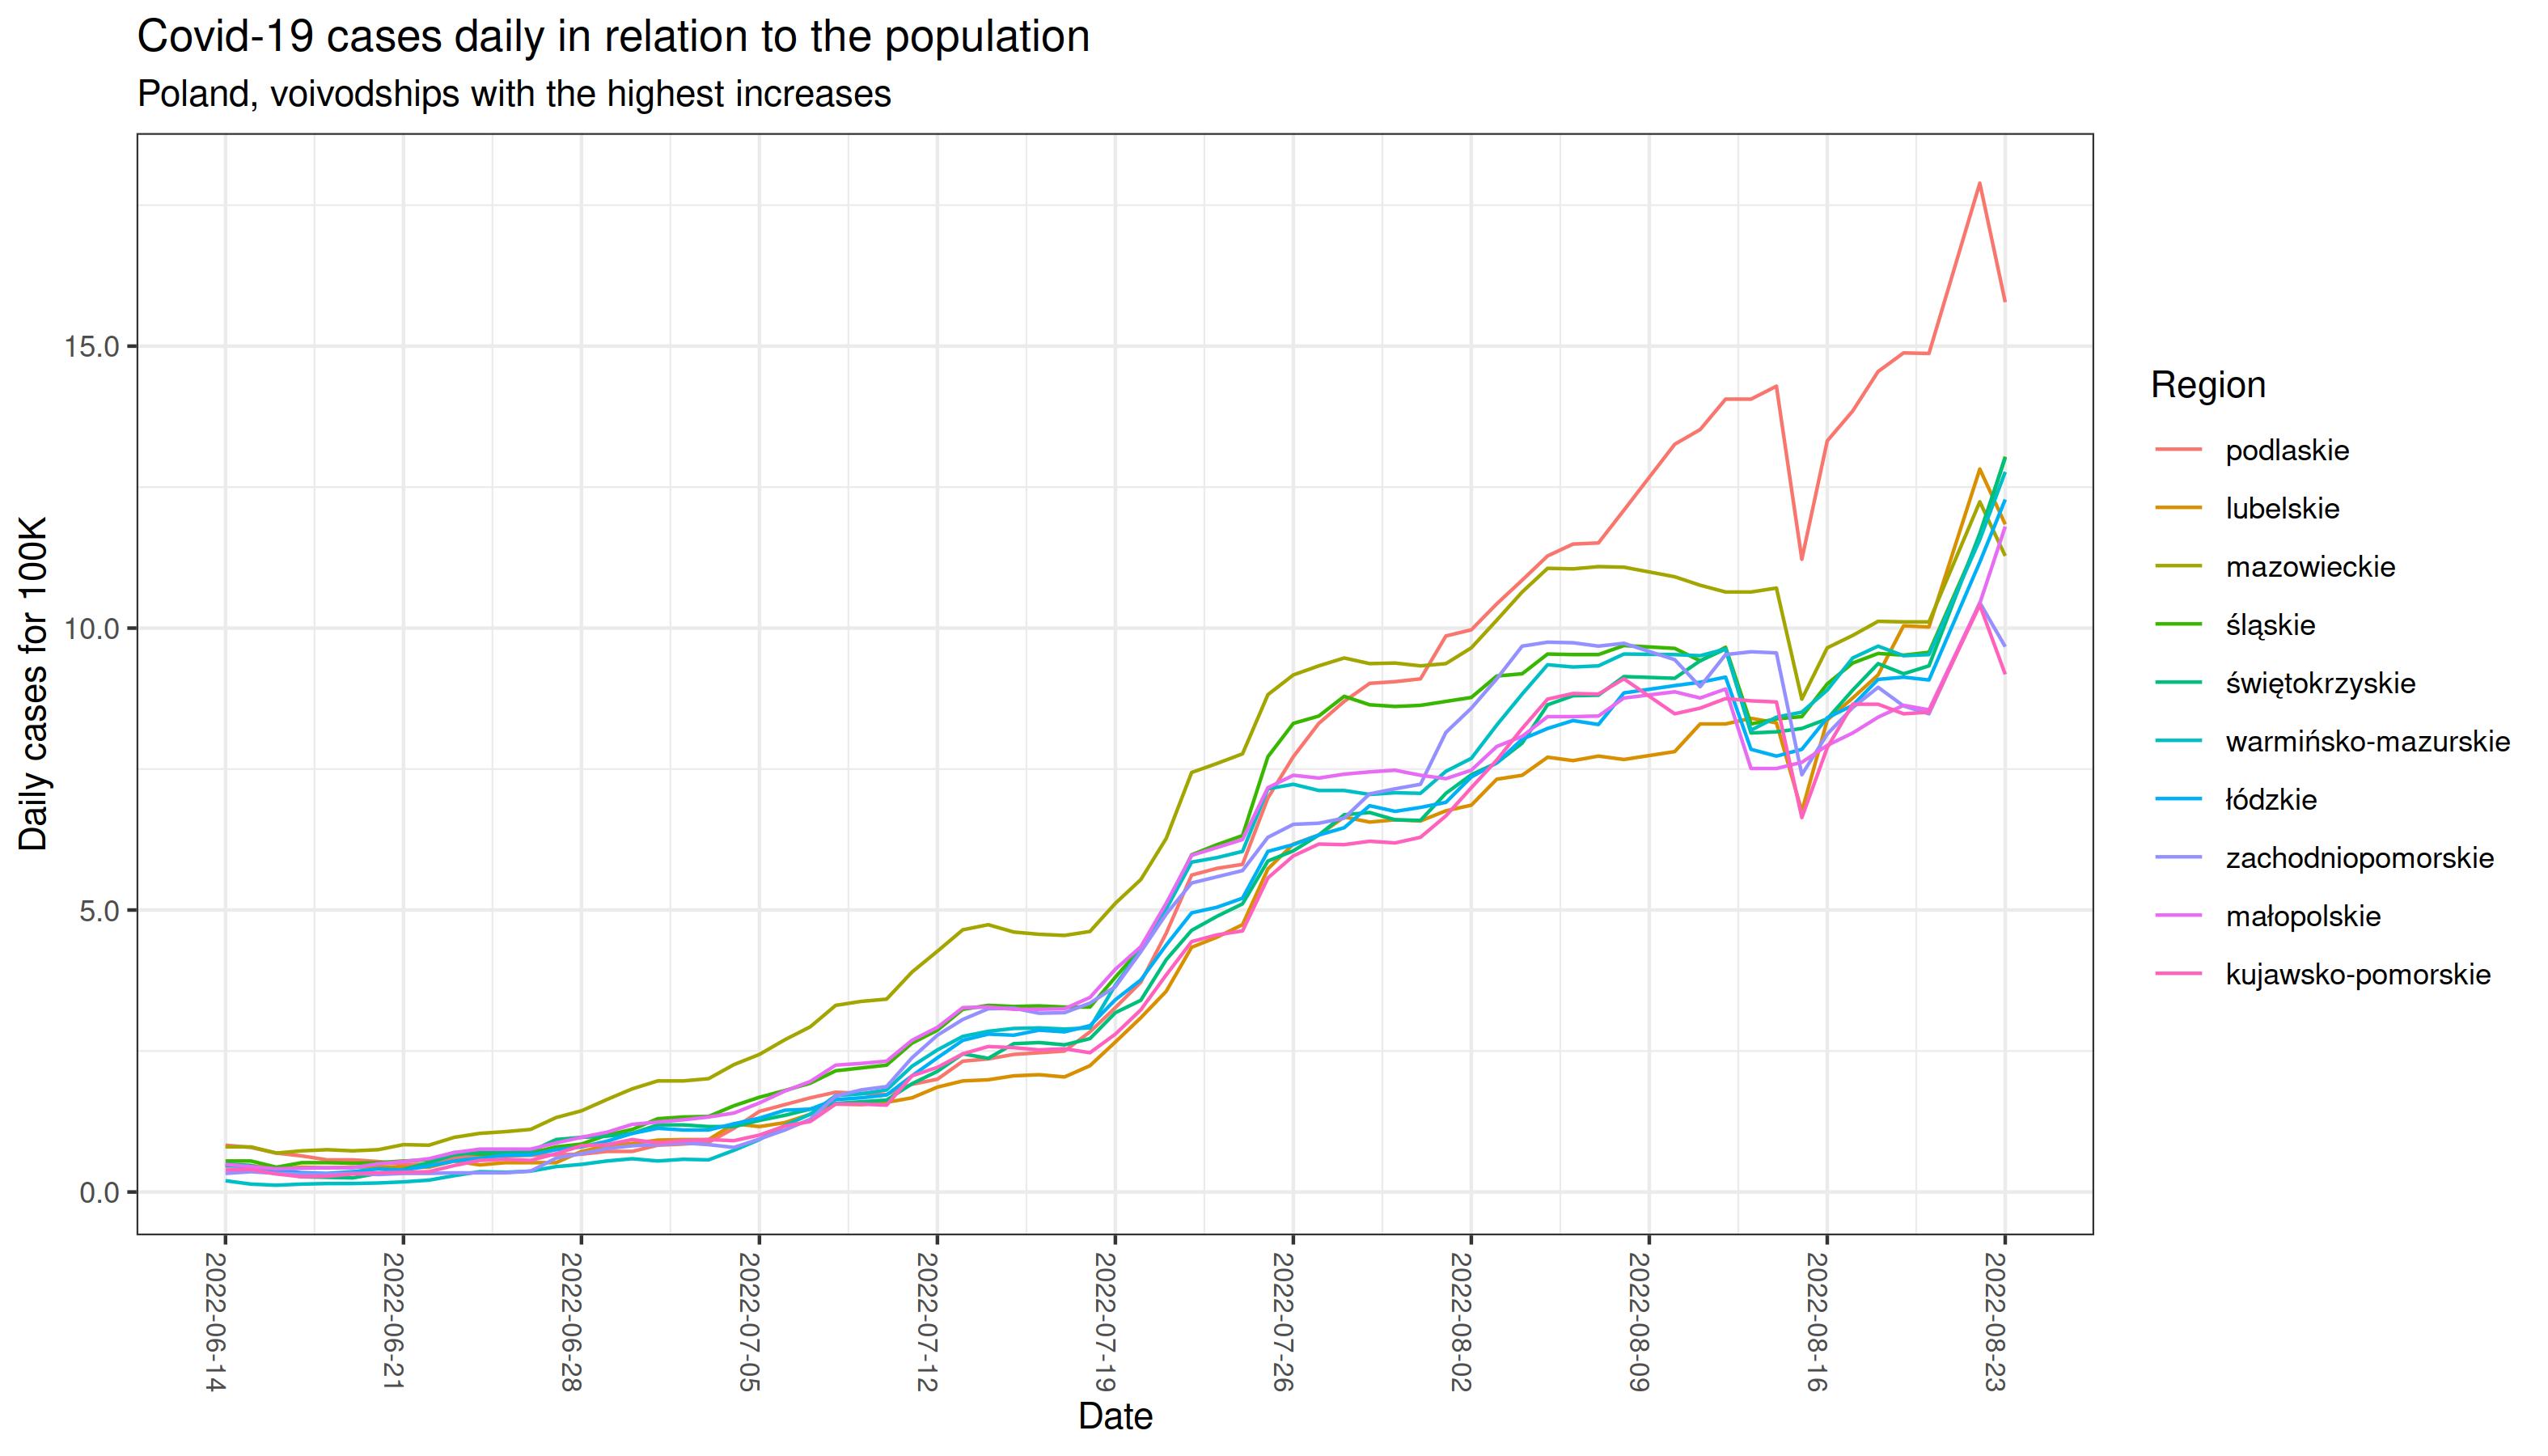 Covid-19 cases daily in relation to the population
Poland, voivodships with the highest increases
Daily cases for 100K
15.0
10.0
5.0
0.0
2022-06-14
2022-06-21
2022-06-28
2022-07-05
2022-07-12
2022-07-19
2022-07-26
2022-08-02
2022-08-09
2022-08-16
2022-08-23
Date
Region
podlaskie
lubelskie
mazowieckie
śląskie
świętokrzyskie
warmińsko-mazurskie
łódzkie
zachodniopomorskie
małopolskie
kujawsko-pomorskie